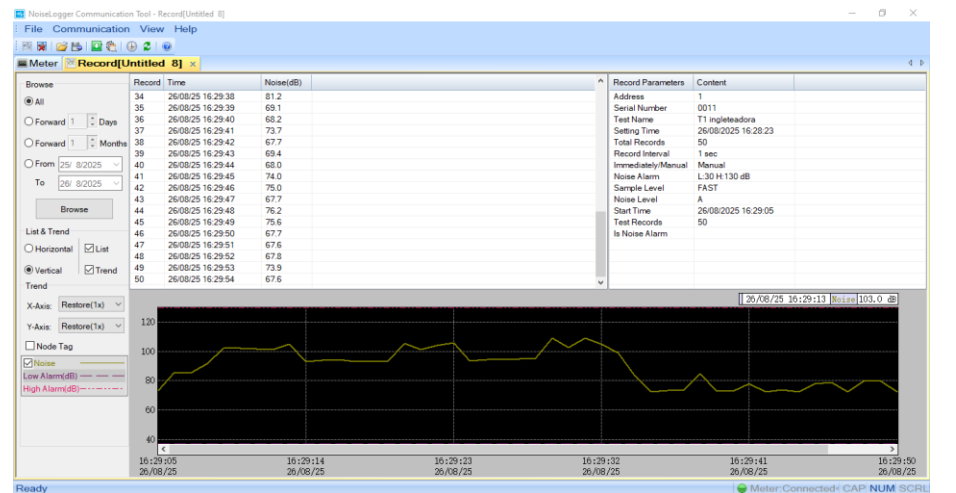 NoiseLogger Communication Tool - Record[Untitled 8]
File Communication View Help
Meter Record[Untitled 8] ×
Browse
All
Forward 1 Days
Forward 1 Months
From 25/ 8/2025
To 26/ 8/2025
Browse
List & Trend
Horizontal List
Vertical Trend
Trend
X-Axis: Restore(1x)
Y-Axis: Restore(1x)
Node Tag
Noise
Low Alarm(dB)
High Alarm(dB)
Record Time Noise(dB)
34 26/08/25 16:29:38 81.2
35 26/08/25 16:29:39 69.1
36 26/08/25 16:29:40 68.2
37 26/08/25 16:29:41 73.7
38 26/08/25 16:29:42 67.7
39 26/08/25 16:29:43 69.4
40 26/08/25 16:29:44 68.0
41 26/08/25 16:29:45 74.0
42 26/08/25 16:29:46 75.0
43 26/08/25 16:29:47 67.7
44 26/08/25 16:29:48 76.2
45 26/08/25 16:29:49 75.6
46 26/08/25 16:29:50 67.7
47 26/08/25 16:29:51 67.6
48 26/08/25 16:29:52 67.8
49 26/08/25 16:29:53 73.9
50 26/08/25 16:29:54 67.6
Record Parameters Content
Address 1
Serial Number 0011
Test Name T1 ingleteadora
Setting Time 26/08/2025 16:28:23
Total Records 50
Record Interval 1 sec
Immediately/Manual Manual
Noise Alarm L:30 H:130 dB
Sample Level FAST
Noise Level A
Start Time 26/08/2025 16:29:05
Test Records 50
Is Noise Alarm
26/08/25 16:29:13 Noise 103.0 dB
120
100
80
60
40
16:29:05 16:29:14 16:29:23 16:29:32 16:29:41 16:29:50
26/08/25 26/08/25 26/08/25 26/08/25 26/08/25 26/08/25
Ready Meter:Connected< CAP NUM SCRL